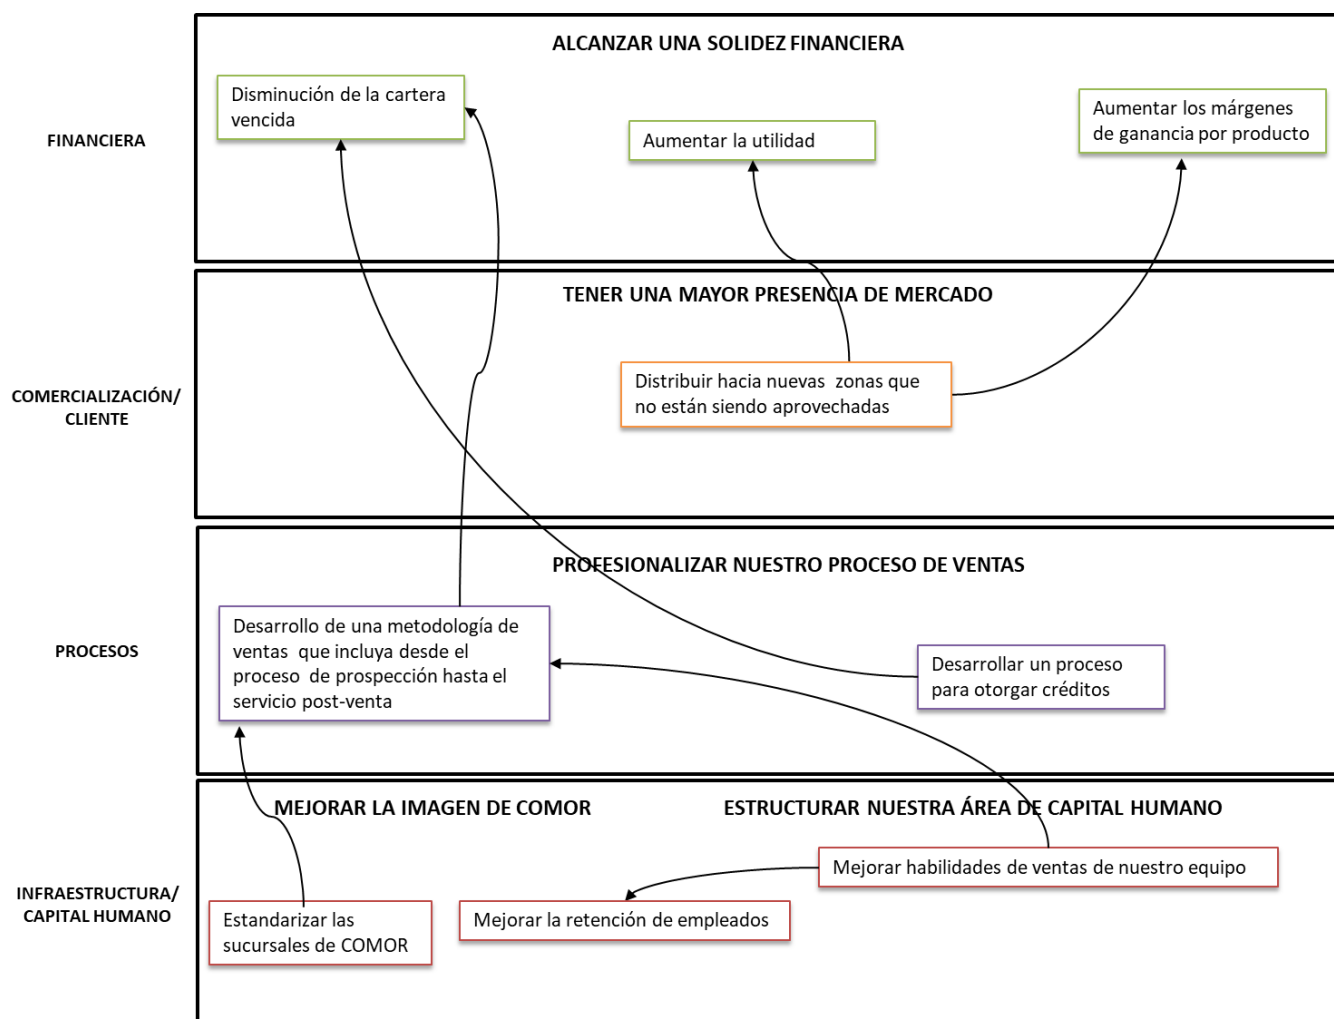 ALCANZAR UNA SOLIDEZ FINANCIERA
Disminución de la cartera
vencida
Aumentar la utilidad
Aumentar los márgenes
de ganancia por producto
FINANCIERA
TENER UNA MAYOR PRESENCIA DE MERCADO
COMERCIALIZACIÓN/
CLIENTE
Distribuir hacia nuevas zonas que
no están siendo aprovechadas
PROFESIONALIZAR NUESTRO PROCESO DE VENTAS
PROCESOS
Desarrollo de una metodología de
ventas que incluya desde el
proceso de prospección hasta el
servicio post-venta
Desarrollar un proceso
para otorgar créditos
MEJORAR LA IMAGEN DE COMOR
ESTRUCTURAR NUESTRA ÁREA DE CAPITAL HUMANO
INFRAESTRUCTURA/
CAPITAL HUMANO
Mejorar habilidades de ventas de nuestro equipo
Estandarizar las
sucursales de COMOR
Mejorar la retención de empleados